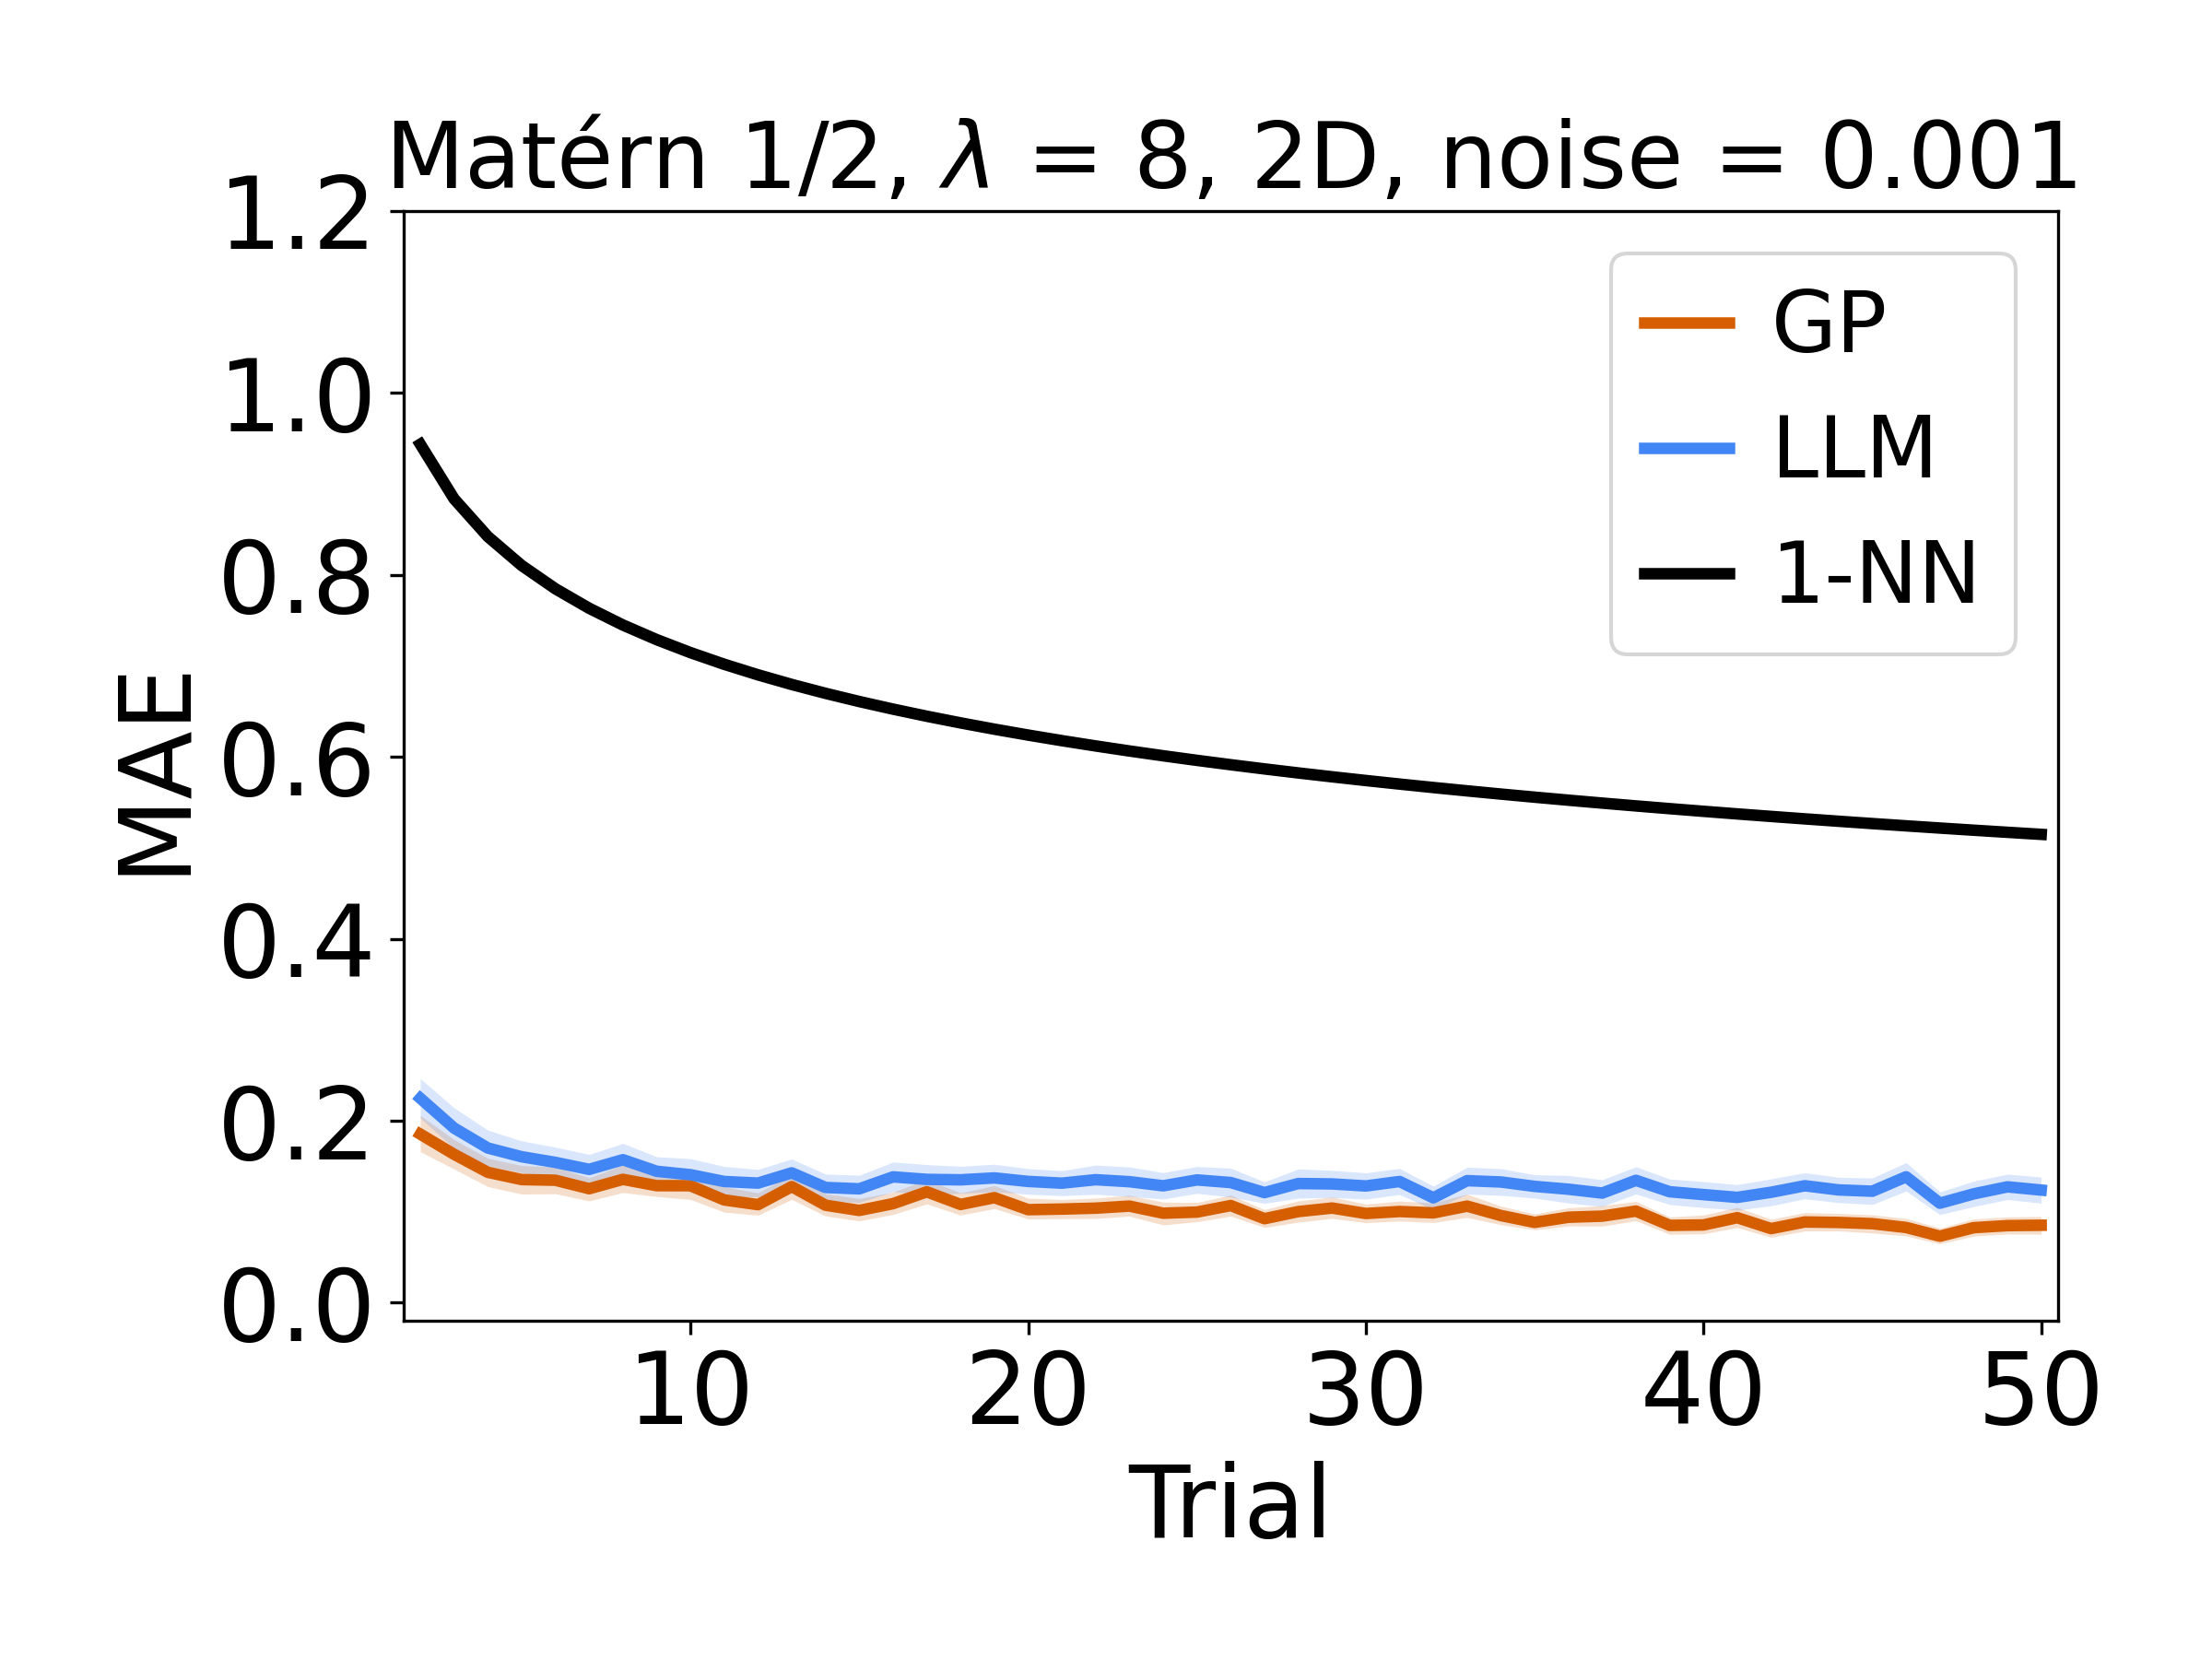 Matérn 1/2, λ = 8, 2D, noise = 0.001
1.2
1.0
0.8
0.6
0.4
0.2
0.0
MAE
GP
LLM
1-NN
10 20 30 40 50
Trial